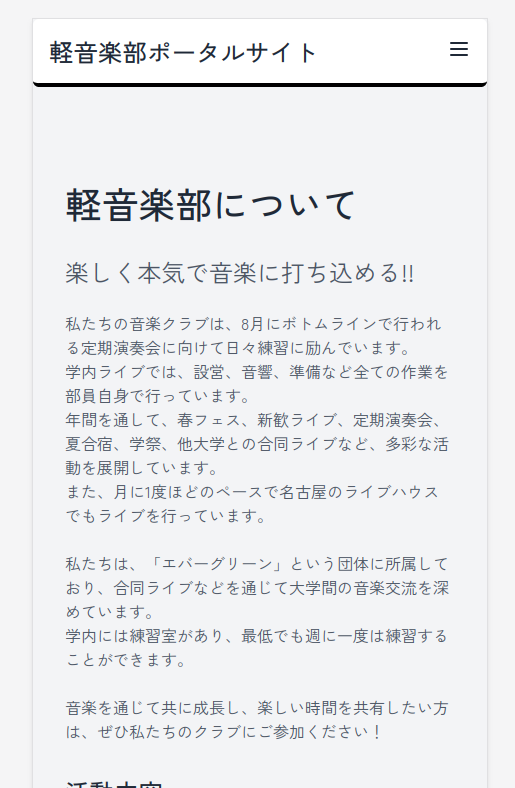 軽音楽部ポータルサイト
軽音楽部について
楽しく本気で音楽に打ち込める!!
私たちの音楽クラブは、8月にボトムラインで行われ
る定期演奏会に向けて日々練習に励んでいます。
学内ライブでは、設営、音響、準備など全ての作業を
部員自身で行っています。
年間を通して、春フェス、新歓ライブ、定期演奏会、
夏合宿、学祭、他大学との合同ライブなど、多彩な活
動を展開しています。
また、月に1度ほどのペースで名古屋のライブハウス
でもライブを行っています。
私たちは、「エバーグリーン」という団体に所属して
おり、合同ライブなどを通じて大学間の音楽交流を深
めています。
学内には練習室があり、最低でも週に一度は練習する
ことができます。
音楽を通じて共に成長し、楽しい時間を共有したい方
は、ぜひ私たちのクラブにご参加ください！
活動内容